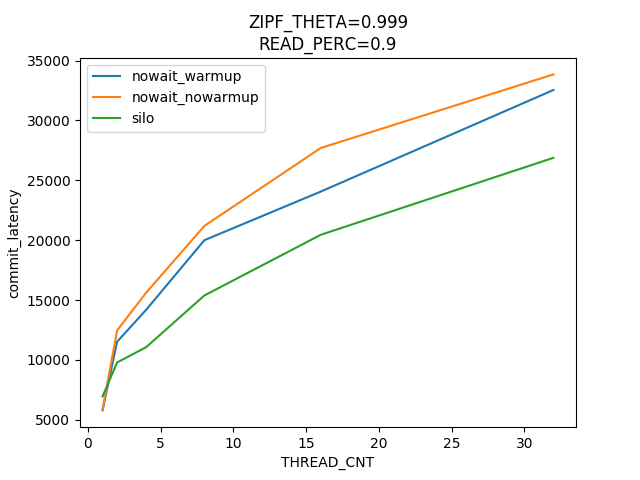 ZIPF_THETA=0.999
READ_PERC=0.9
nowait_warmup
nowait_nowarmup
silo
35000
30000
25000
20000
15000
10000
5000
commit_latency
0 5 10 15 20 25 30
THREAD_CNT